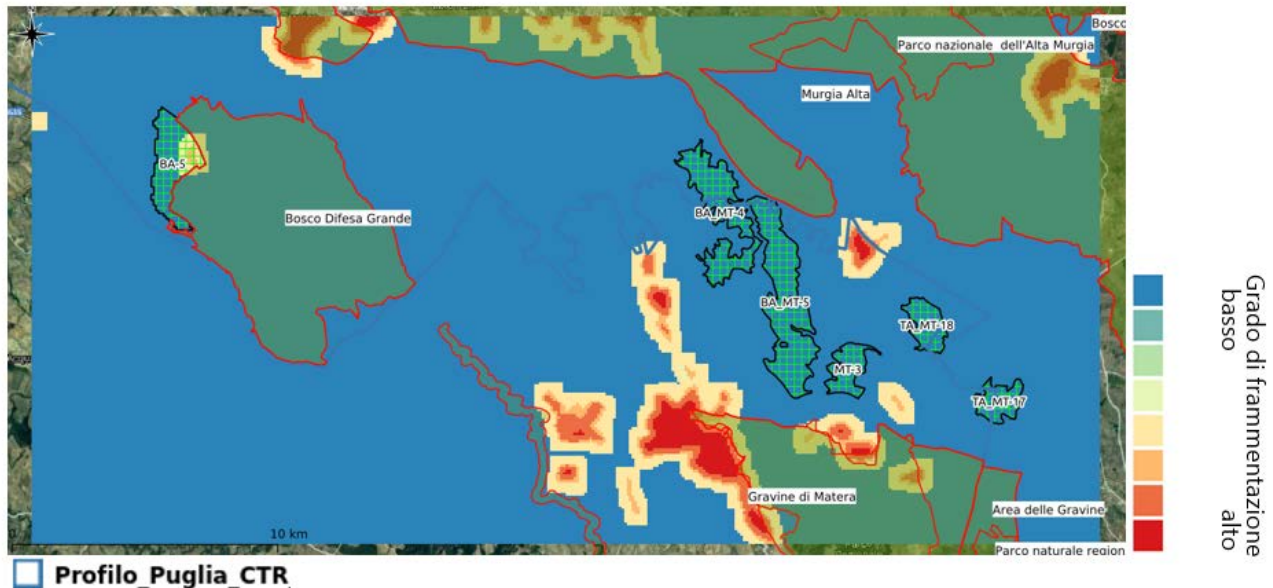 Bosco
Parco nazionale dell'Alta Murgia
Murgia Alta
BA-5
Bosco Difesa Grande
BA_MT-4
BA_MT-5
TA_MT-18
MT-3
TA_MT-17
Gravine di Matera
Area delle Gravine
Parco naturale region
10 km
Grado di frammentazione
basso
alto
Profilo_Puglia_CTR